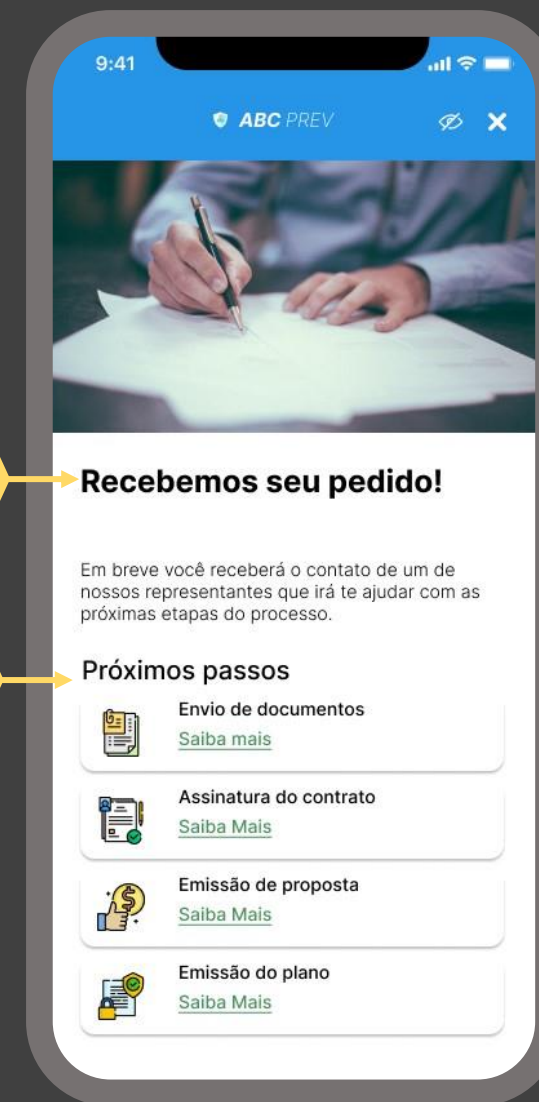 9:41
ABC PREV
Recebemos seu pedido!
Em breve você receberá o contato de um de
nossos representantes que irá te ajudar com as
próximas etapas do processo.
Próximos passos
Envio de documentos
Saiba mais
Assinatura do contrato
Saiba Mais
Emissão de proposta
Saiba Mais
Emissão do plano
Saiba Mais